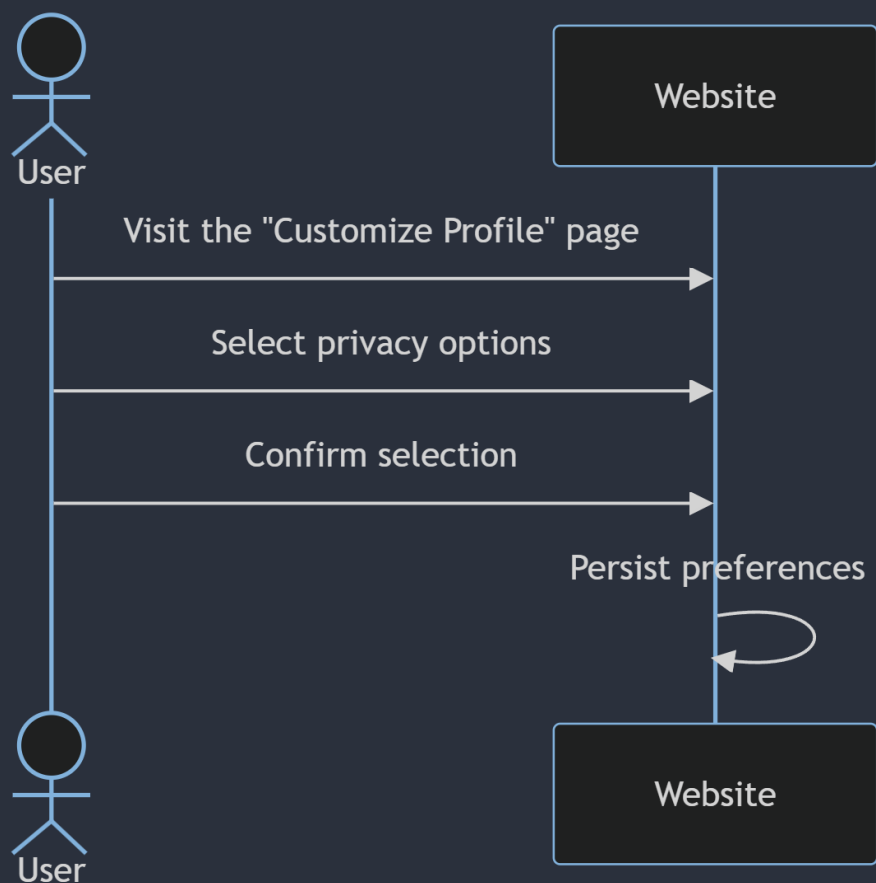 User
Website
Visit the "Customize Profile" page
Select privacy options
Confirm selection
Persist preferences
User
Website